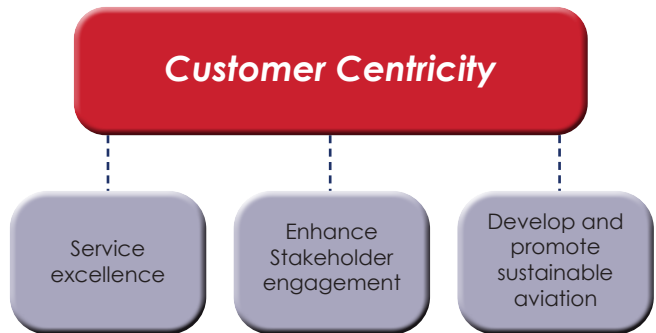 Customer Centricity
Service
excellence
Enhance
Stakeholder
engagement
Develop and
promote
sustainable
aviation